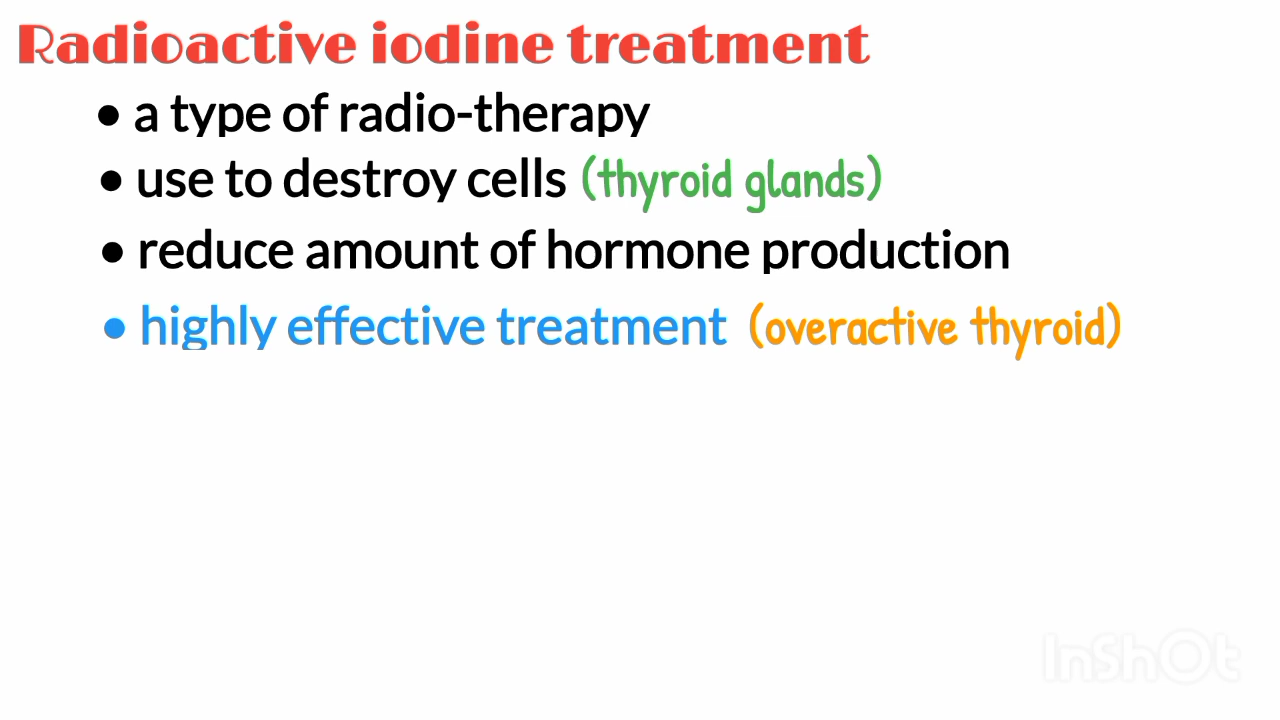 Radioactive iodine treatment
• a type of radio-therapy
• use to destroy cells (thyroid glands)
• reduce amount of hormone production
• highly effective treatment (overactive thyroid)
InShOt